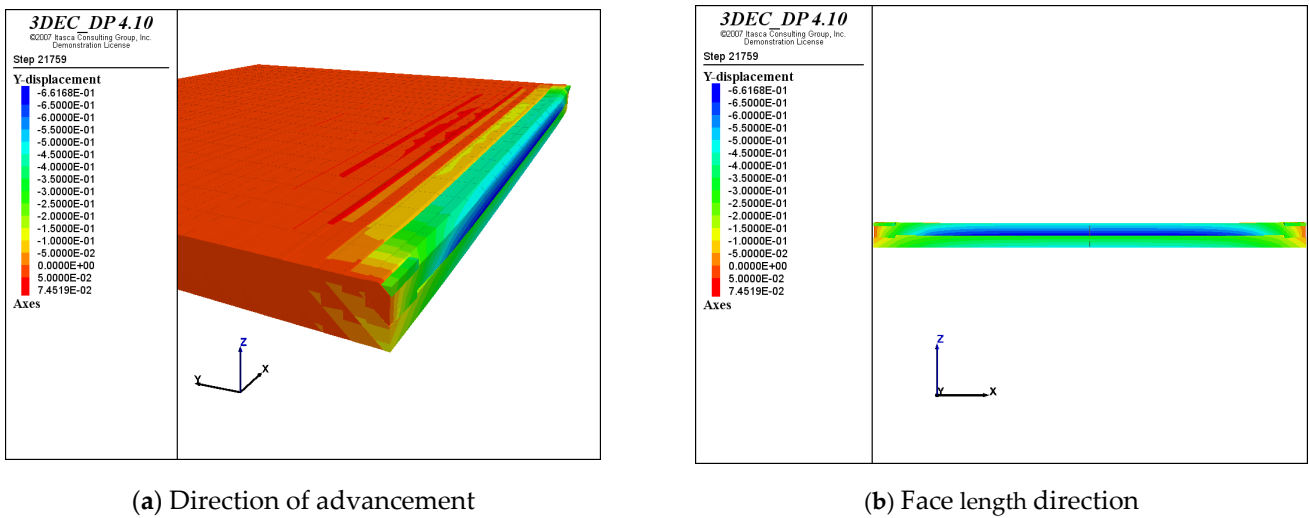 3DEC_DP 4.10
©2007 Itasca Consulting Group, Inc.
Demonstration License
Step 21759
Y-displacement
-6.6168E-01
-6.5000E-01
-6.0000E-01
-5.5000E-01
-5.0000E-01
-4.5000E-01
-4.0000E-01
-3.5000E-01
-3.0000E-01
-2.5000E-01
-2.0000E-01
-1.5000E-01
-1.0000E-01
-5.0000E-02
0.0000E+00
5.0000E-02
7.4519E-02
Axes
Z
X
Y
(a) Direction of advancement
3DEC_DP 4.10
©2007 Itasca Consulting Group, Inc.
Demonstration License
Step 21759
Y-displacement
-6.6168E-01
-6.5000E-01
-6.0000E-01
-5.5000E-01
-5.0000E-01
-4.5000E-01
-4.0000E-01
-3.5000E-01
-3.0000E-01
-2.5000E-01
-2.0000E-01
-1.5000E-01
-1.0000E-01
-5.0000E-02
0.0000E+00
5.0000E-02
7.4519E-02
Axes
Z
Y
X
(b) Face length direction